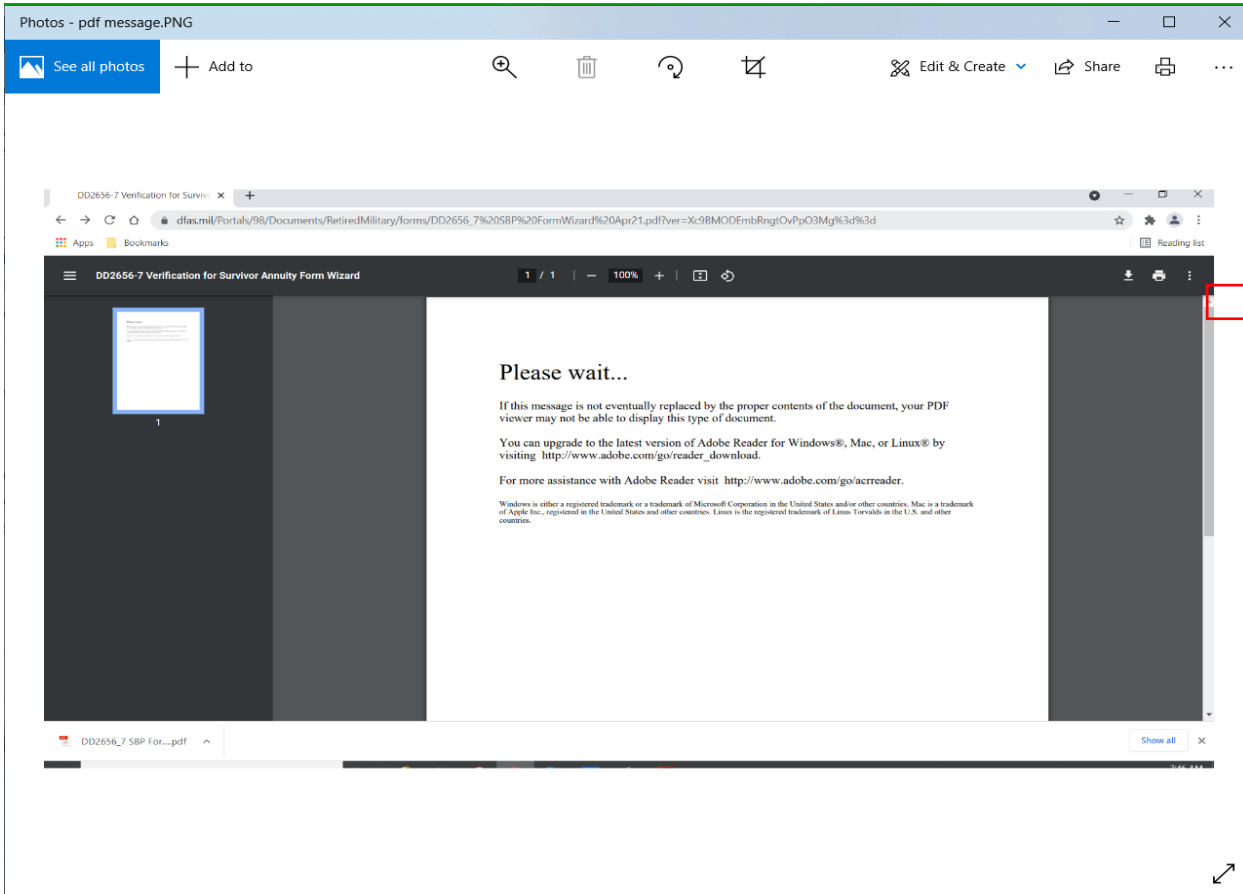 Photos - pdf message.PNG
See all photos
Add to
Edit & Create
Share
DD2656-7 Verification for Survivo
dfas.mil/Portals/98/Documents/RetiredMilitary/forms/DD2656_7%20SBP%20FormWizard%20Apr21.pdf?ver=Xc9BMODEmbRngtOvPpO3Mg%3d%3d
Apps Bookmarks Reading list
DD2656-7 Verification for Survivor Annuity Form Wizard 1 / 1 100%
Please wait...
If this message is not eventually replaced by the proper contents of the document, your PDF
viewer may not be able to display this type of document.
You can upgrade to the latest version of Adobe Reader for Windows®, Mac, or Linux® by
visiting http://www.adobe.com/go/reader_download.
For more assistance with Adobe Reader visit http://www.adobe.com/go/acrreader.
Windows is either a registered trademark or a trademark of Microsoft Corporation in the United States and/or other countries. Mac is a trademark
of Apple Inc., registered in the United States and other countries. Linux is the registered trademark of Linus Torvalds in the U.S. and other
countries.
1
DD2656_7 SBP For....pdf
Show all